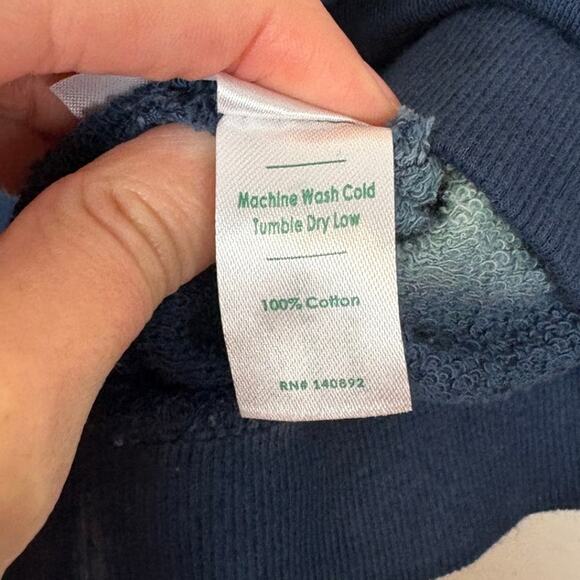 Machine Wash Cold
Tumble Dry Low
100% Cotton
RN# 140892